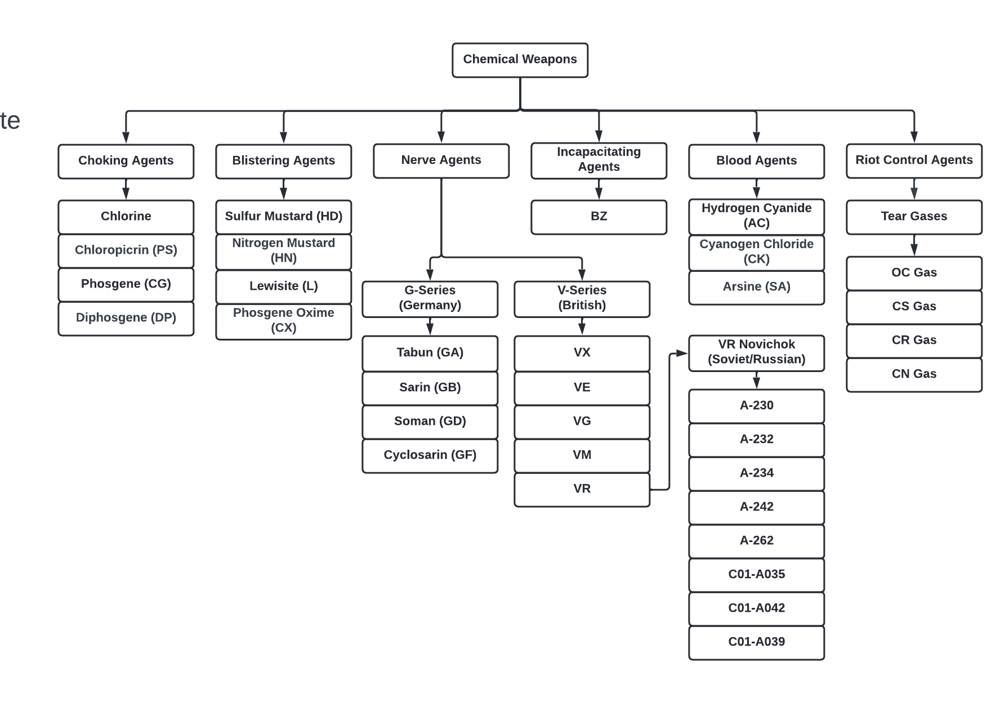 Chemical Weapons
te
Choking Agents
Chlorine
Chloropicrin (PS)
Phosgene (CG)
Diphosgene (DP)
Blistering Agents
Sulfur Mustard (HD)
Nitrogen Mustard
(HN)
Lewisite (L)
Phosgene Oxime
(CX)
Nerve Agents
G-Series
(Germany)
Tabun (GA)
Sarin (GB)
Soman (GD)
Cyclosarin (GF)
V-Series
(British)
VX
VE
VG
VM
VR
VR Novichok
(Soviet/Russian)
A-230
A-232
A-234
A-242
A-262
C01-A035
C01-A042
C01-A039
Incapacitating
Agents
BZ
Blood Agents
Hydrogen Cyanide
(AC)
Cyanogen Chloride
(CK)
Arsine (SA)
Riot Control Agents
Tear Gases
OC Gas
CS Gas
CR Gas
CN Gas